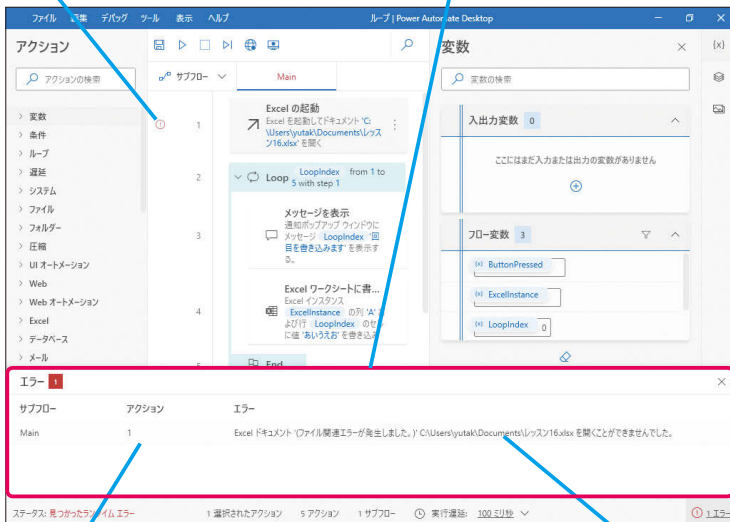 ファイル 編集 デバッグ ツール 表示 ヘルプ ループ | Power Automate Desktop
アクション
アクションの検索
変数
条件
ループ
遅延
システム
ファイル
フォルダー
圧縮
UI オートメーション
Web
Web オートメーション
Excel
データベース
メール
サブフロー Main
1
Excel の起動
Excel を起動してドキュメント 'C:
\Users\yutak\Documents\レッス
ン16.xlsx' を開く
2
Loop LoopIndex from 1 to
5 with step 1
3
メッセージを表示
通知ポップアップ ウィンドウに
メッセージ LoopIndex '回
目を書き込みます' を表示す
る。
4
Excel ワークシートに書...
Excel インスタンス
ExcelInstance の列 'A'
よび行 LoopIndex のセ
に値 'あいうえお' を書き込み
5 End
変数
{x}
変数の検索
入出力変数 0
ここにはまだ入力または出力の変数がありません
フロー変数 3
(x) ButtonPressed
(x) ExcelInstance
(x) LoopIndex 0
エラー 1
サブフロー アクション エラー
Main 1 Excel ドキュメント '(ファイル関連エラーが発生しました。)' C:\Users\yutak\Documents\レッスン16.xlsx を開くことができませんでした。
ステータス: 見つかったランタイム エラー 1 選択されたアクション 5 アクション 1 サブフロー 実行遅延: 100 ミリ秒 1 エラー